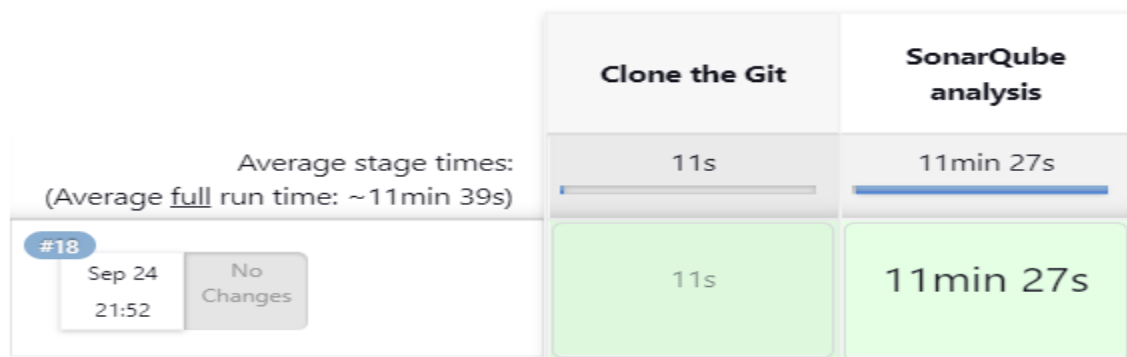 Clone the Git
SonarQube
analysis
Average stage times:
(Average full run time: ~11min 39s)
11s
11min 27s
#18
Sep 24
21:52
No
Changes
11s
11min 27s